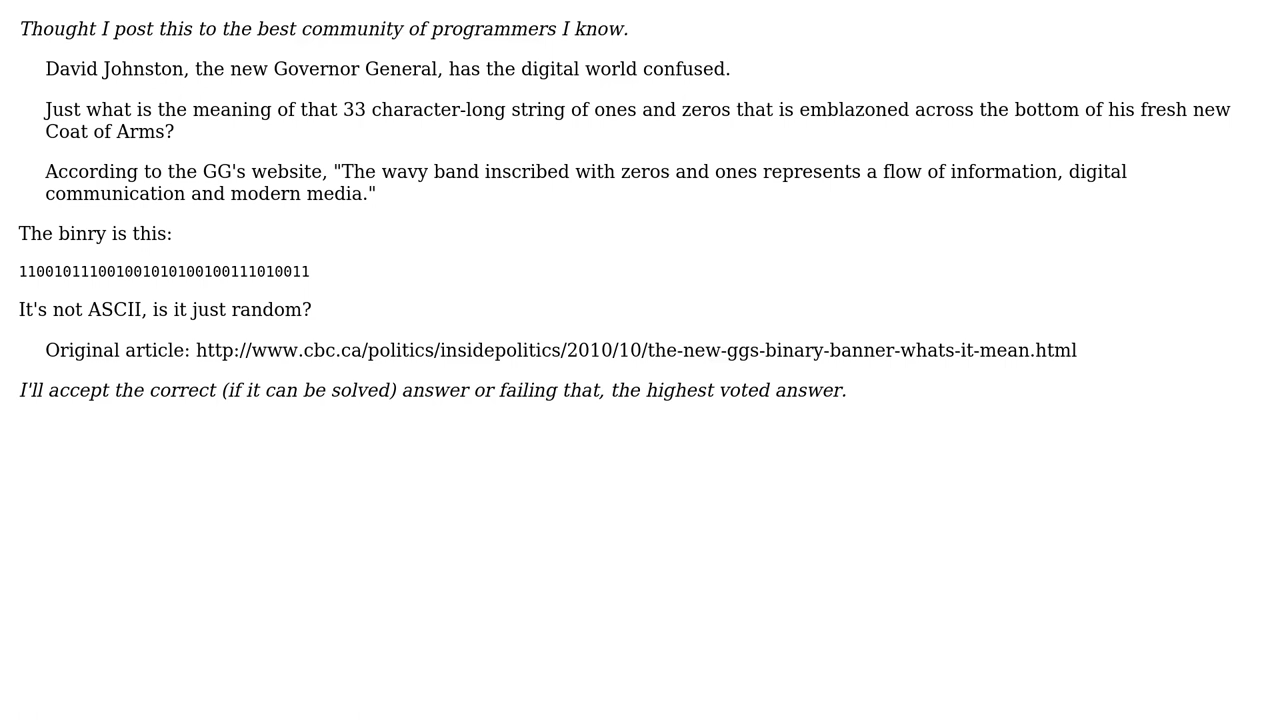 Thought I post this to the best community of programmers I know.
David Johnston, the new Governor General, has the digital world confused.
Just what is the meaning of that 33 character-long string of ones and zeros that is emblazoned across the bottom of his fresh new
Coat of Arms?
According to the GG's website, "The wavy band inscribed with zeros and ones represents a flow of information, digital
communication and modern media."
The binry is this:
110010111001001010100100111010011
It's not ASCII, is it just random?
Original article: http://www.cbc.ca/politics/insidepolitics/2010/10/the-new-ggs-binary-banner-whats-it-mean.html
I'll accept the correct (if it can be solved) answer or failing that, the highest voted answer.